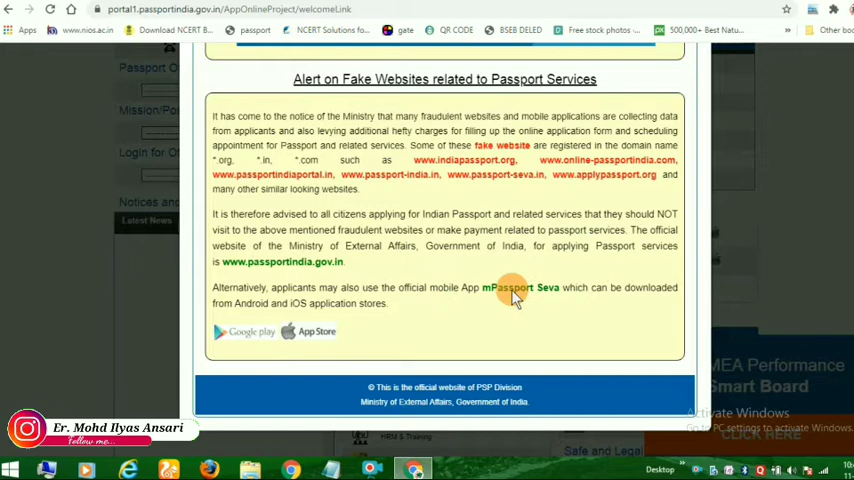 portal1.passportindia.gov.in/AppOnlineProject/welcomeLink
Apps www.nios.ac.in Download NCERT B... passport NCERT Solutions fo... gate QR CODE BSEB DELED Free stock photos ... 500,000+ Best Natu... » Other boo
Alert on Fake Websites related to Passport Services
It has come to the notice of the Ministry that many fraudulent websites and mobile applications are collecting data
from applicants and also levying additional hefty charges for filling up the online application form and scheduling
appointment for Passport and related services. Some of these fake website are registered in the domain name
*.org, *.in, *.com such as www.indiapassport.org, www.online-passportindia.com,
www.passportindiaportal.in, www.passport-india.in, www.passport-seva.in, www.applypassport.org and
many other similar looking websites.
It is therefore advised to all citizens applying for Indian Passport and related services that they should NOT
visit to the above mentioned fraudulent websites or make payment related to passport services. The official
website of the Ministry of External Affairs, Government of India, for applying Passport services
is www.passportindia.gov.in.
Alternatively, applicants may also use the official mobile App mPassport Seva which can be downloaded
from Android and iOS application stores.
Google play App Store
© This is the official website of PSP Division
Ministry of External Affairs, Government of India.
Passport O
Mission/Po
Login for O
Notices and
Latest News
MEA Performance
Smart Board
CLICK HERE
Activate Windows
Go to PC settings to activate Windows.
HRM & Training
Safe and Legal
Er. Mohd Ilyas Ansari
Follow me...
Desktop »
10:
11-